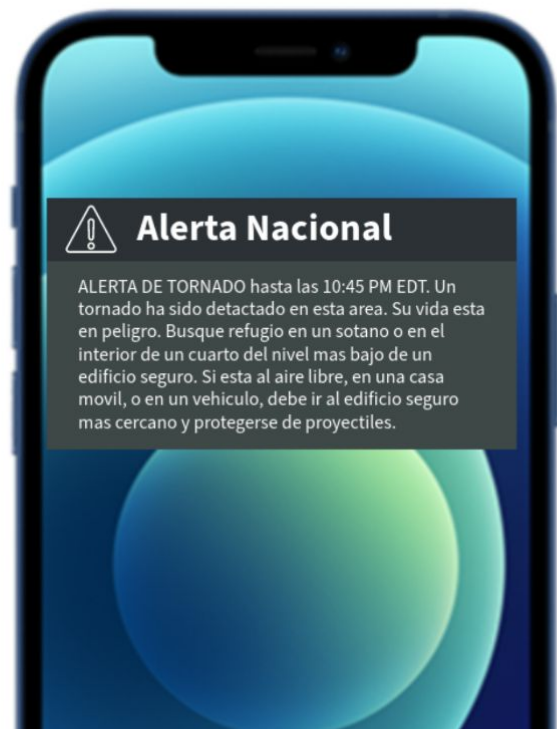 Alerta Nacional
ALERTA DE TORNADO hasta las 10:45 PM EDT. Un
tornado ha sido detactado en esta area. Su vida esta
en peligro. Busque refugio en un sotano o en el
interior de un cuarto del nivel mas bajo de un
edificio seguro. Si esta al aire libre, en una casa
movil, o en un vehiculo, debe ir al edificio seguro
mas cercano y protegerse de proyectiles.